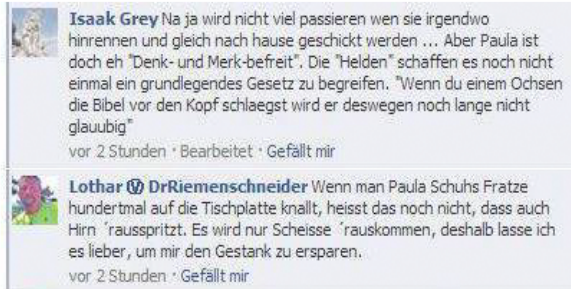 Isaak Grey Na ja wird nicht viel passieren wen sie irgendwo
hinrennen und gleich nach hause geschickt werden ... Aber Paula ist
doch eh "Denk- und Merk-befreit". Die "Helden" schaffen es noch nicht
einmal ein grundlegendes Gesetz zu begreifen. "Wenn du einem Ochsen
die Bibel vor den Kopf schlaegst wird er deswegen noch lange nicht
glauubig"
vor 2 Stunden · Bearbeitet · Gefällt mir
Lothar Ⓥ DrRiemenschneider Wenn man Paula Schuhs Fratze
hundertmal auf die Tischplatte knallt, heisst das noch nicht, dass auch
Hirn ´rausspritzt. Es wird nur Scheisse ´rauskommen, deshalb lasse ich
es lieber, um mir den Gestank zu ersparen.
vor 2 Stunden · Gefällt mir